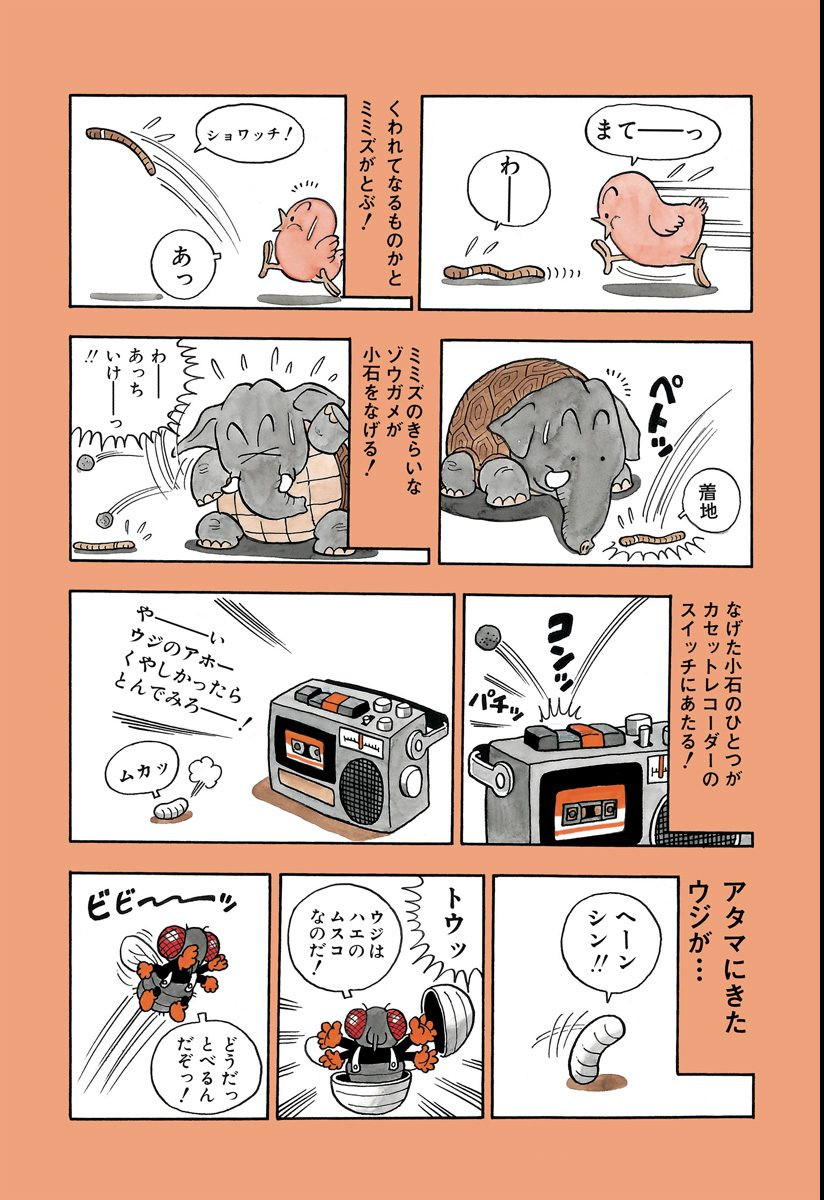 まて──っ
わ──
くわれてなるものかと
ミミズがとぶ!
ショワッチ!
あっ
ペトッ
着地
ミミズのきらいな
ゾウガメが
小石をなげる!
わ──
あっち
いけ──っ
!!
なげた小石のひとつが
カセットレコーダーの
スイッチにあたる!
コンッ
パチッ
や──い
ウジのアホー
くやしかったら
とんでみろ──!
ムカッ
アタマにきた
ウジが…
ヘーン
シン!!
トウッ
ウジは
ハエの
ムスコ
なのだ!
ビビ〜〜ッ
どうだっ
とべるん
だぞっ!